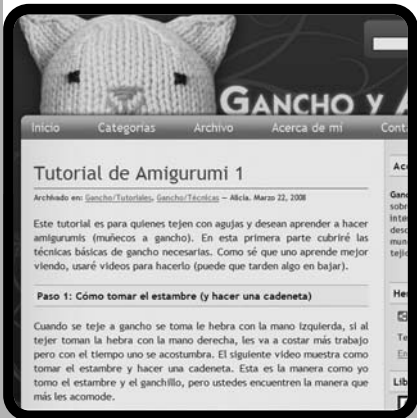 GANCHO Y A
Inicio Categorías Archivo Acerca de mí Cont
Tutorial de Amigurumi 1
Archivado en: Gancho/Tutoriales, Gancho/Técnicas — Alicia. Marzo 22, 2008
Este tutorial es para quienes tejen con agujas y desean aprender a hacer
amigurumis (muñecos a gancho). En esta primera parte cubriré las
técnicas básicas de gancho necesarias. Como sé que uno aprende mejor
viendo, usaré videos para hacerlo (puede que tarden algo en bajar).
Paso 1: Cómo tomar el estambre (y hacer una cadeneta)
Cuando se teje a gancho se toma le hebra con la mano izquierda, si al
tejer toman la hebra con la mano derecha, les va a costar más trabajo
pero con el tiempo uno se acostumbra. El siguiente video muestra como
tomar el estambre y hacer una cadeneta. Esta es la manera como yo
tomo el estambre y el ganchillo, pero ustedes encuentren la manera que
más les acomode.
Ac
Ganc
sobr
inte
desc
mun
tejic
Her
Te
En
Lib